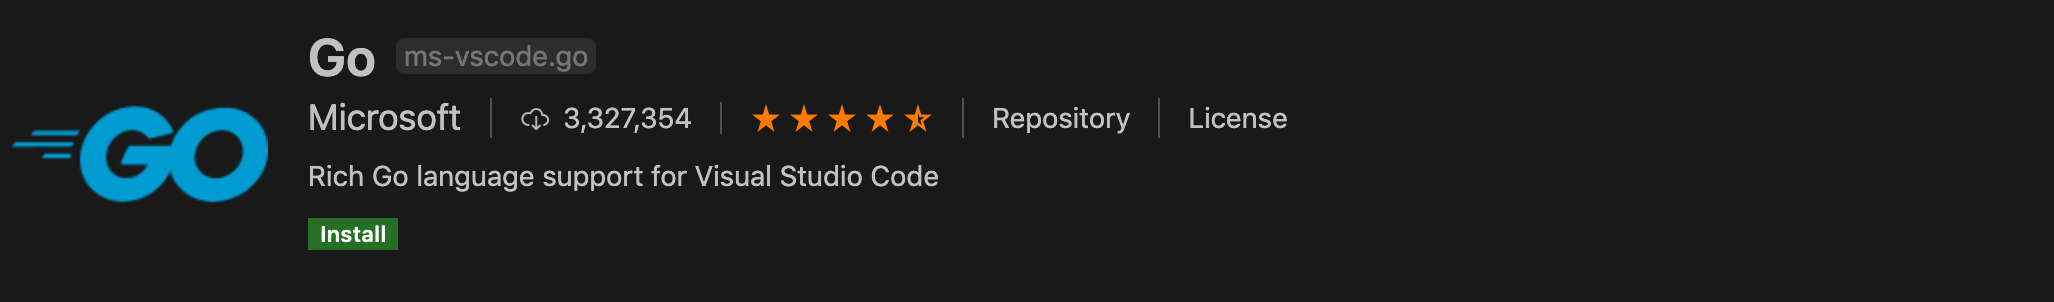 GO
Go ms-vscode.go
Microsoft 3,327,354 Repository License
Rich Go language support for Visual Studio Code
Install